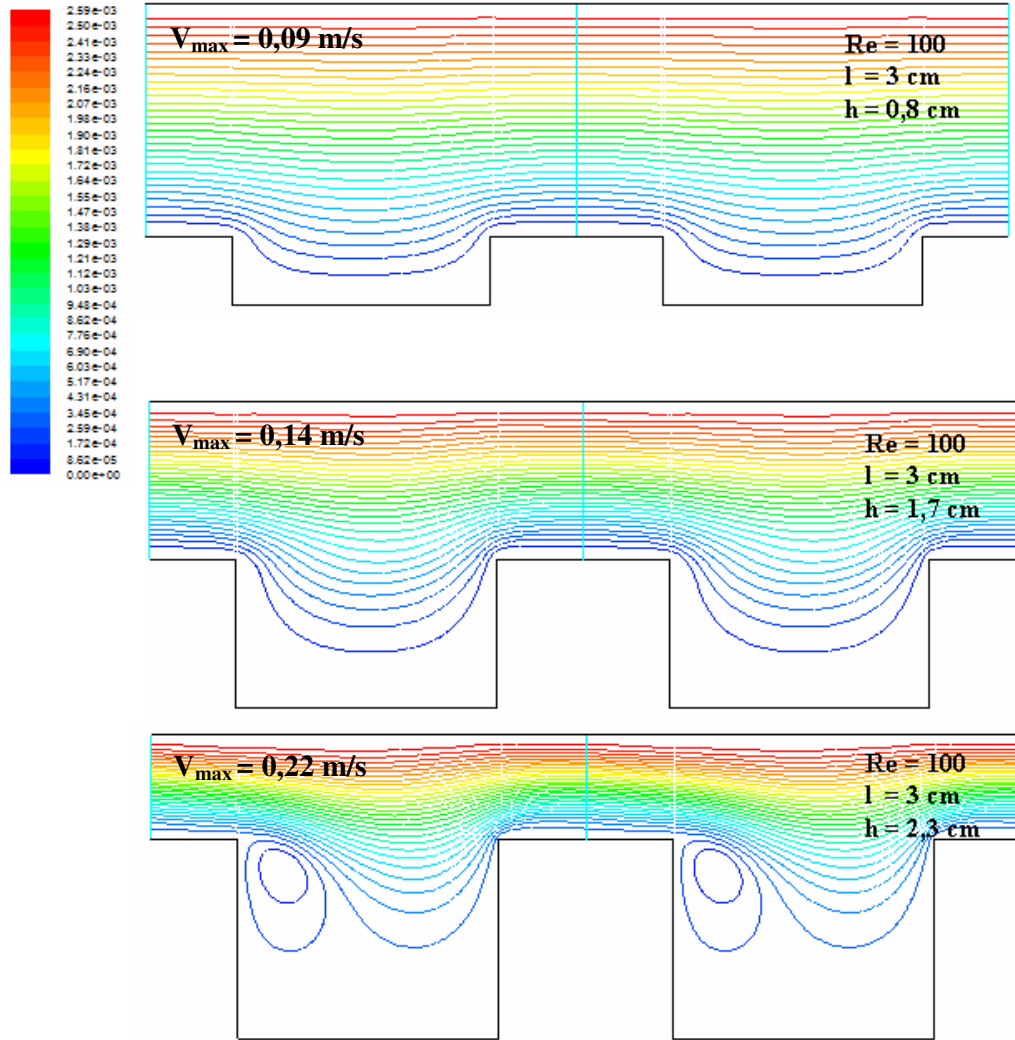 2.59e-03
2.50e-03
2.41e-03
2.33e-03
2.24e-03
2.16e-03
2.07e-03
1.98e-03
1.90e-03
1.81e-03
1.72e-03
1.64e-03
1.55e-03
1.47e-03
1.38e-03
1.29e-03
1.21e-03
1.12e-03
1.03e-03
9.48e-04
8.62e-04
7.76e-04
6.90e-04
6.03e-04
5.17e-04
4.31e-04
3.45e-04
2.59e-04
1.72e-04
8.62e-05
0.00e+00
Vmax = 0,09 m/s
Re = 100
l = 3 cm
h = 0,8 cm
Vmax = 0,14 m/s
Re = 100
l = 3 cm
h = 1,7 cm
Vmax = 0,22 m/s
Re = 100
l = 3 cm
h = 2,3 cm